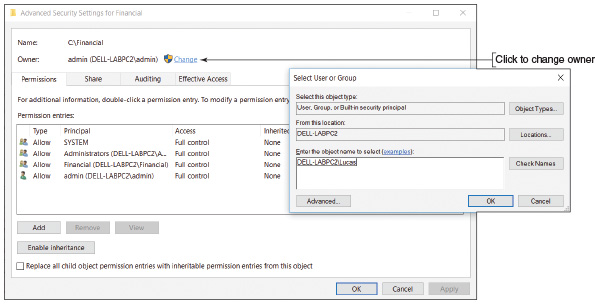 Advanced Security Settings for Financial
Name: C:\Financial
Owner: admin (DELL-LABPC2\admin) Change
Click to change owner
Permissions Share Auditing Effective Access
For additional information, double-click a permission entry. To modify a permission entry
Permission entries:
Type Principal Access Inherited
Allow SYSTEM Full control None
Allow Administrators (DELL-LABPC2\A... Full control None
Allow Financial (DELL-LABPC2\Financial) Full control None
Allow admin (DELL-LABPC2\admin) Full control None
Add Remove View
Enable inheritance
Replace all child object permission entries with inheritable permission entries from this object
OK Cancel Apply
Select User or Group
Select this object type:
User, Group, or Built-in security principal Object Types...
From this location:
DELL-LABPC2 Locations...
Enter the object name to select (examples):
DELL-LABPC2\Lucas Check Names
Advanced... OK Cancel